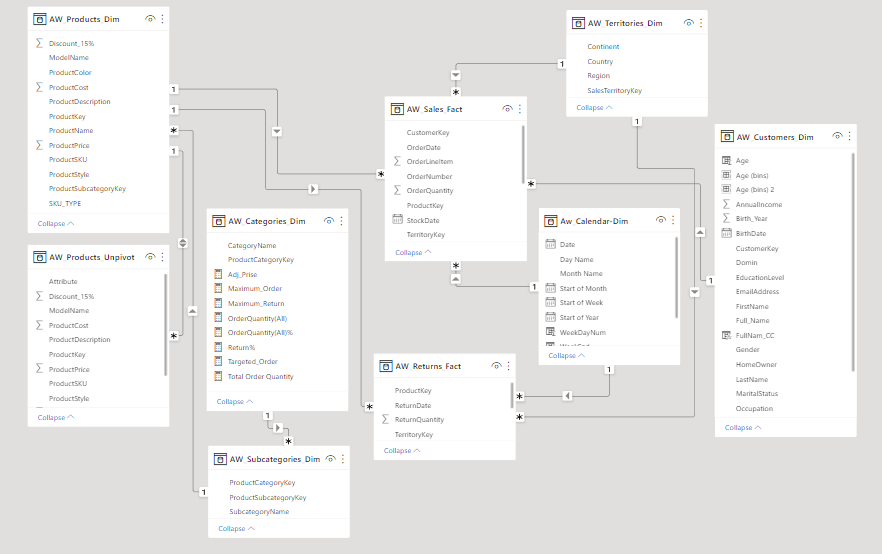 AW_Products_Dim
Discount_15%
ModelName
ProductColor
ProductCost
ProductDescription
ProductKey
ProductName
ProductPrice
ProductSKU
ProductStyle
ProductSubcategoryKey
SKU_TYPE
Collapse
AW_Products_Unpivot
Attribute
Discount_15%
ModelName
ProductCost
ProductDescription
ProductKey
ProductPrice
ProductSKU
ProductStyle
Collapse
AW_Categories_Dim
CategoryName
ProductCategoryKey
Adj_Prise
Maximum_Order
Maximum_Return
OrderQuantity(All)
OrderQuantity(All)%
Return%
Targeted_Order
Total Order Quantity
Collapse
AW_Subcategories_Dim
ProductCategoryKey
ProductSubcategoryKey
SubcategoryName
Collapse
AW_Sales_Fact
CustomerKey
OrderDate
OrderLineItem
OrderNumber
OrderQuantity
ProductKey
StockDate
TerritoryKey
Collapse
AW_Returns_Fact
ProductKey
ReturnDate
ReturnQuantity
TerritoryKey
Collapse
AW_Territories_Dim
Continent
Country
Region
SalesTerritoryKey
Collapse
Aw_Calendar-Dim
Date
Day Name
Month Name
Start of Month
Start of Week
Start of Year
WeekDayNum
Collapse
AW_Customers_Dim
Age
Age (bins)
Age (bins) 2
AnnualIncome
Birth_Year
BirthDate
CustomerKey
Domin
EducationLevel
EmailAddress
FirstName
Full_Name
FullNam_CC
Gender
HomeOwner
LastName
MaritalStatus
Occupation
Collapse
1
1
*
1
*
1
*
1
*
*
*
*
1
1
*
1
1
1
*
*